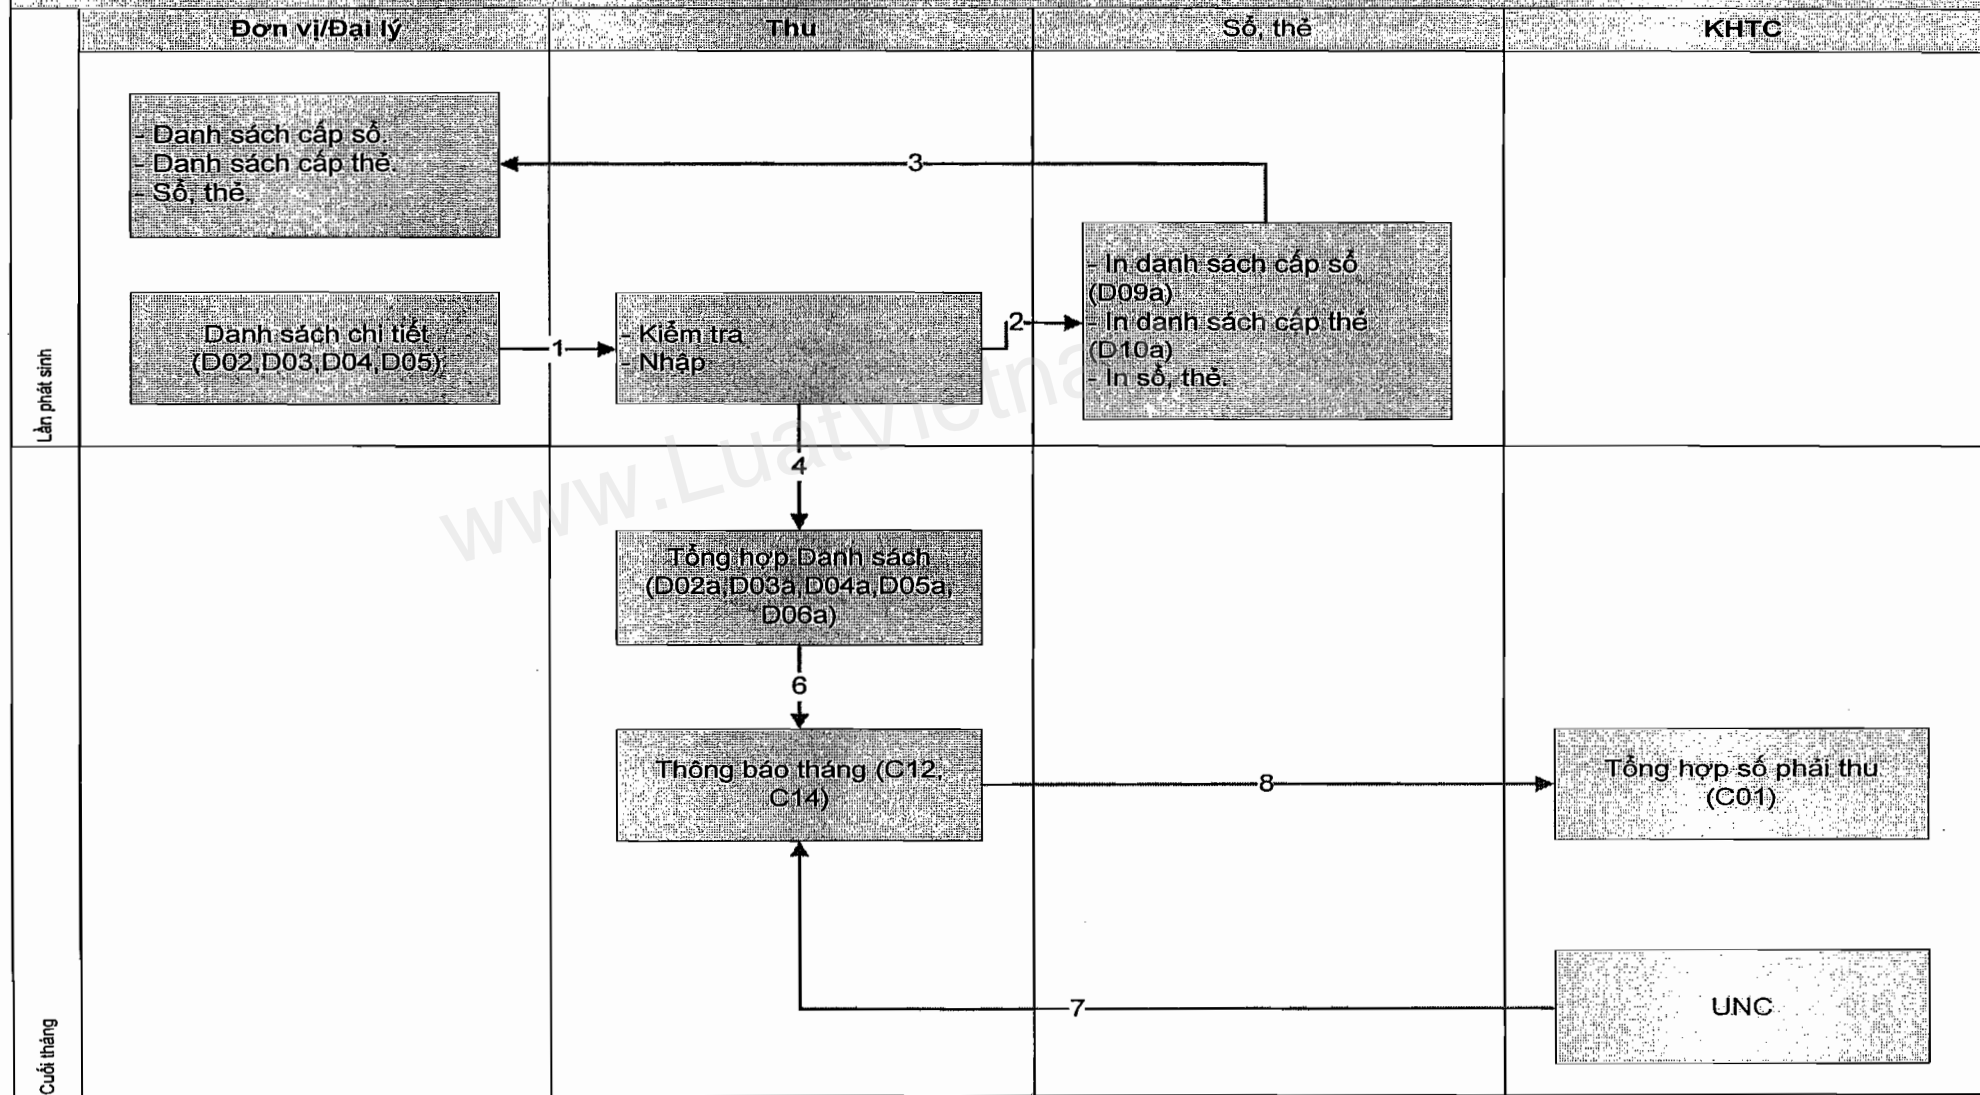 Đơn vị/Đại lý
Thu
Sổ, thẻ
KHTC
Lần phát sinh
- Danh sách cấp sổ.
- Danh sách cấp thẻ.
- Sổ, thẻ.
3
- In danh sách cấp sổ
(D09a)
- In danh sách cấp thẻ
(D10a)
- In sổ, thẻ.
Danh sách chi tiết
(D02,D03,D04,D05)
1
- Kiểm tra
- Nhập
2
4
www.LuatVietna
Cuối tháng
Tổng hợp Danh sách
(D02a,D03a,D04a,D05a,
D06a)
6
Thông báo tháng (C12,
C14)
8
Tổng hợp số phải thu
(C01)
7
UNC